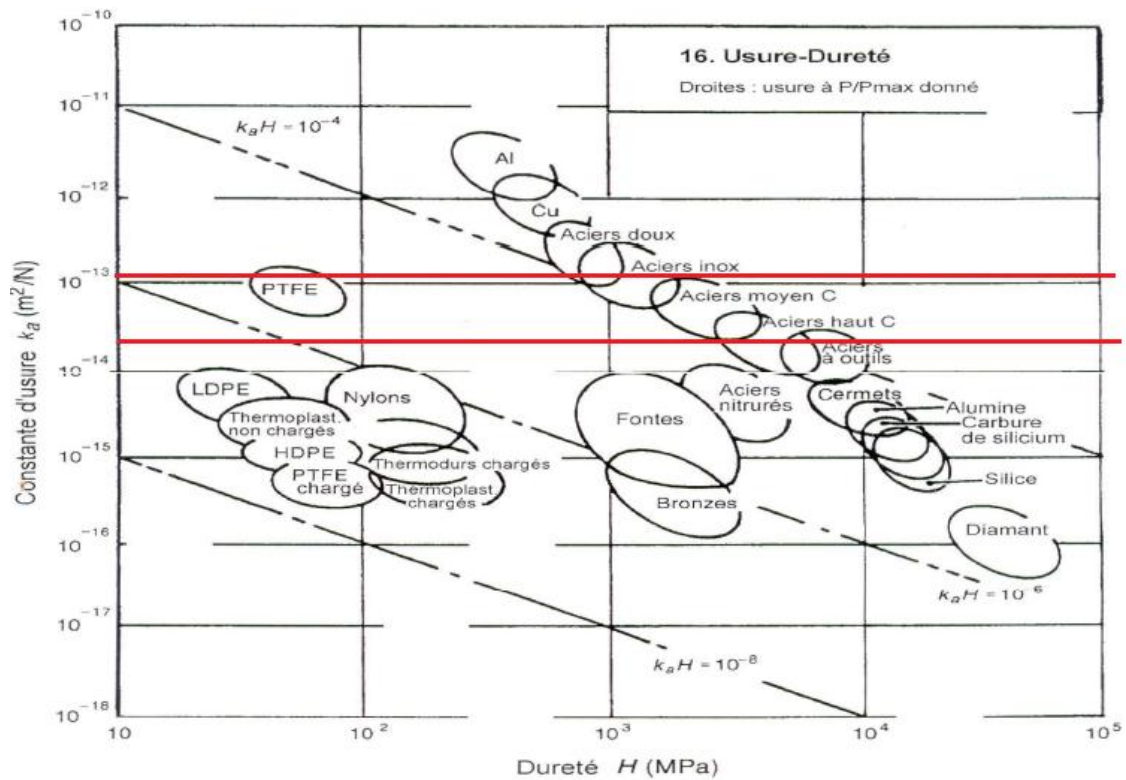 16. Usure-Dureté
Droites : usure à P/Pmax donné
Constante d'usure kₐ (m²/N)
10⁻¹⁰
10⁻¹¹
10⁻¹²
10⁻¹³
10⁻¹⁴
10⁻¹⁵
10⁻¹⁶
10⁻¹⁷
10⁻¹⁸
kₐH = 10⁻⁴
Al
Cu
Aciers doux
Aciers inox
PTFE
Aciers moyen C
Aciers haut C
Aciers
à outils
LDPE
Nylons
Aciers
nitrurés
Cermets
Thermoplast.
non chargés
Fontes
Alumine
Carbure
de silicium
HDPE
Thermodurs chargés
PTFE
chargé
Thermoplast.
chargés
Silice
Bronzes
Diamant
kₐH = 10⁻⁶
kₐH = 10⁻⁸
10
10²
10³
10⁴
10⁵
Dureté H (MPa)